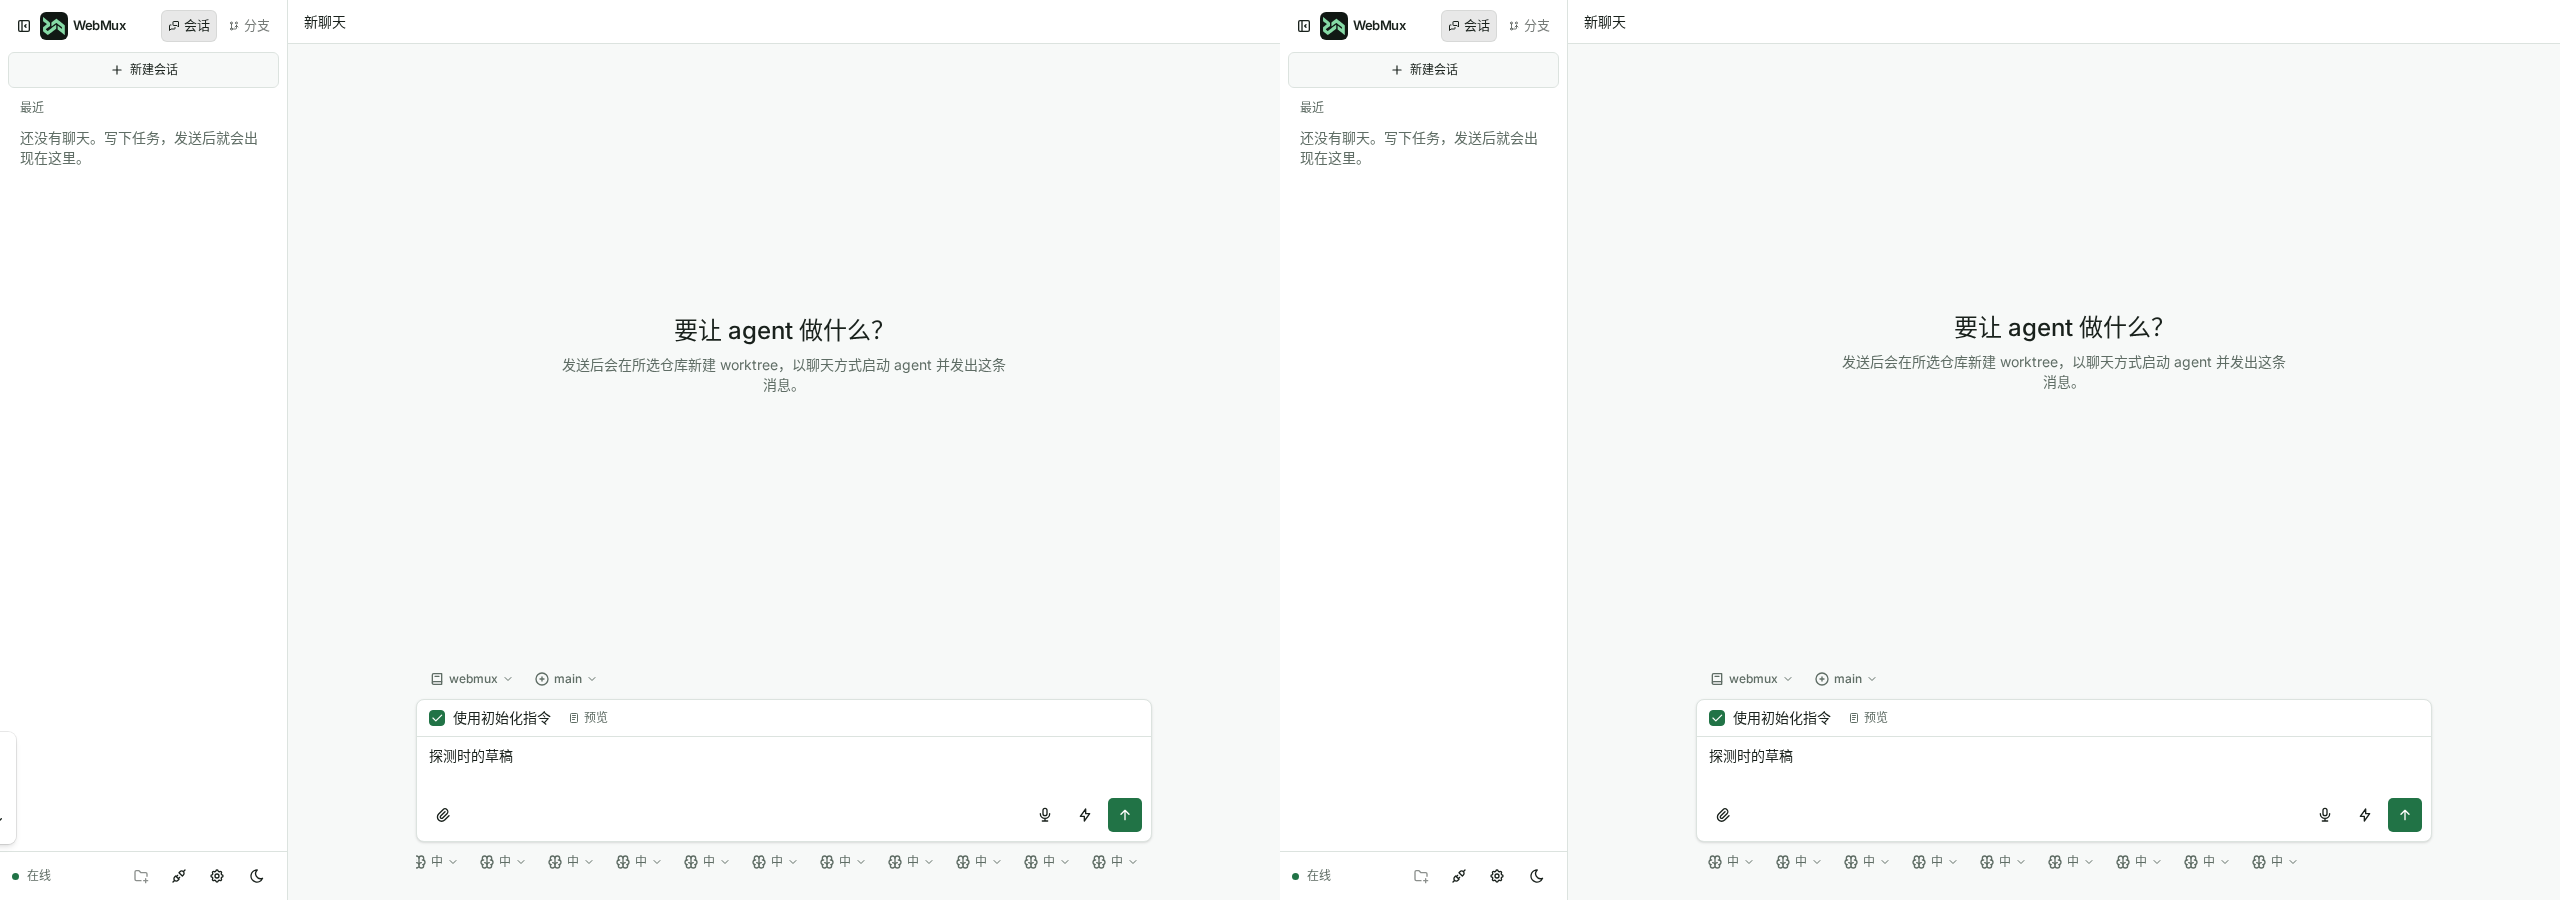 WebMux 会话 分支
新建会话
最近
还没有聊天。写下任务，发送后就会出
现在这里。
在线
新聊天
要让 agent 做什么？
发送后会在所选仓库新建 worktree，以聊天方式启动 agent 并发出这条
消息。
webmux main
使用初始化指令 预览
探测时的草稿
中 中 中 中 中 中 中 中 中 中 中
WebMux 会话 分支
新建会话
最近
还没有聊天。写下任务，发送后就会出
现在这里。
在线
新聊天
要让 agent 做什么？
发送后会在所选仓库新建 worktree，以聊天方式启动 agent 并发出这条
消息。
webmux main
使用初始化指令 预览
探测时的草稿
中 中 中 中 中 中 中 中 中